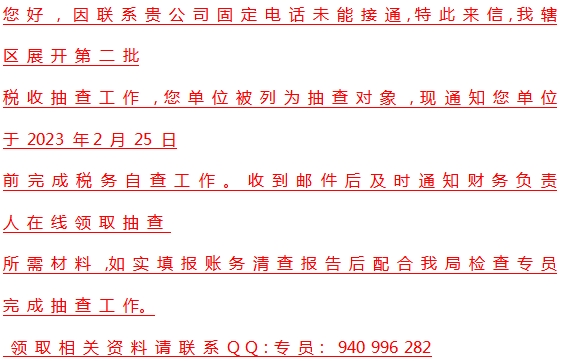 您好，因联系贵公司固定电话未能接通,特此来信,我辖
区展开第二批
税收抽查工作,您单位被列为抽查对象,现通知您单位
于 2023 年2 月 25 日
前完成税务自查工作。收到邮件后及时通知财务负责
人在线领取抽查
所需材料,如实填报账务清查报告后配合我局检查专员
完成抽查工作。
领取相关资料请联系QQ:专员: 940 996 282